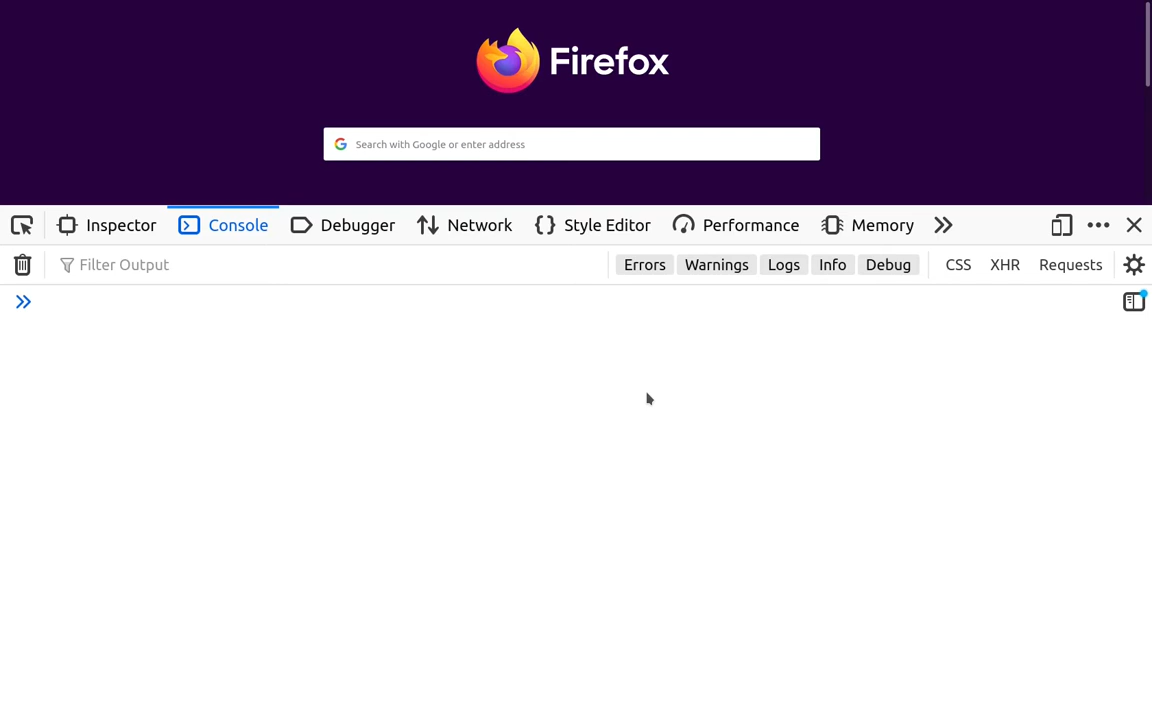 Firefox
Search with Google or enter address
Inspector Console Debugger Network Style Editor Performance Memory
Filter Output Errors Warnings Logs Info Debug CSS XHR Requests